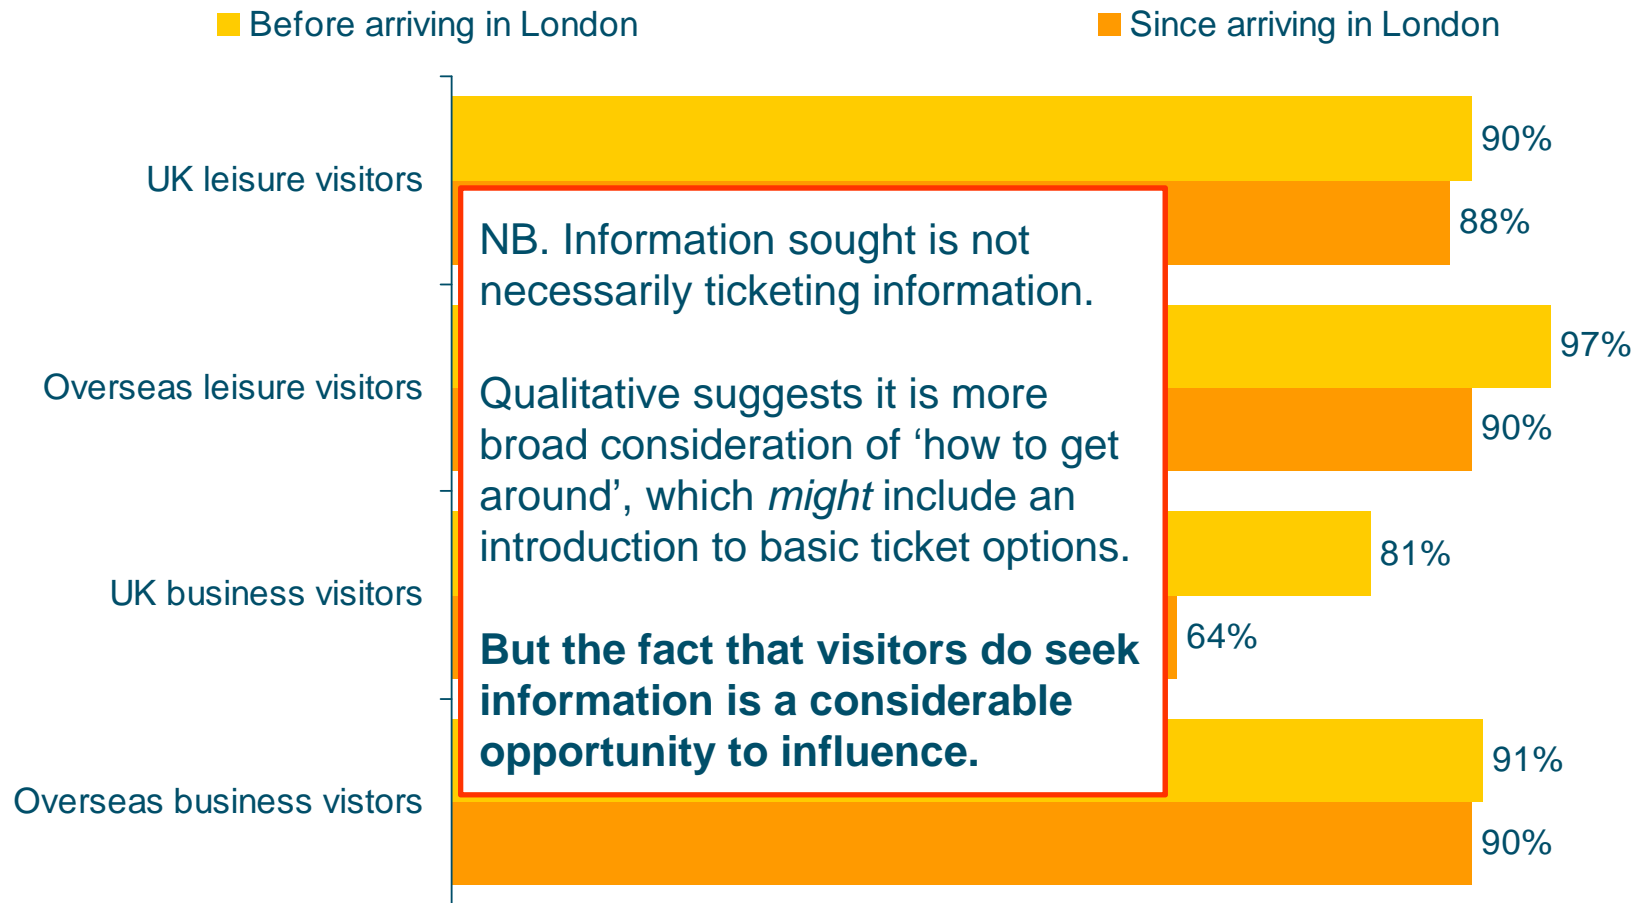 Before arriving in London
Since arriving in London
UK leisure visitors
90%
88%
Overseas leisure visitors
97%
90%
UK business visitors
81%
64%
Overseas business vistors
91%
90%
NB. Information sought is not
necessarily ticketing information.
Qualitative suggests it is more
broad consideration of ‘how to get
around’, which might include an
introduction to basic ticket options.
But the fact that visitors do seek
information is a considerable
opportunity to influence.